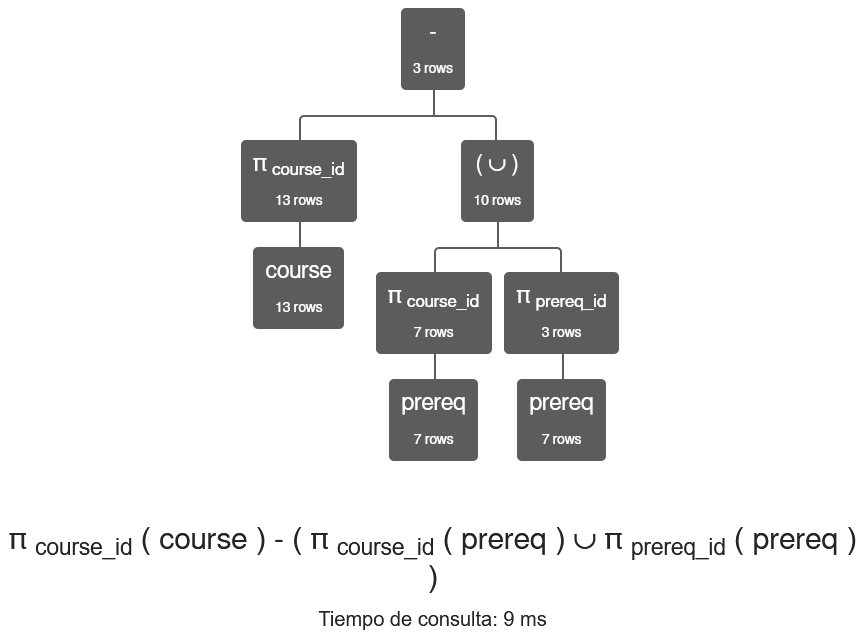 -
3 rows
π course_id
13 rows
( ∪ )
10 rows
course
13 rows
π course_id
7 rows
π prereq_id
3 rows
prereq
7 rows
prereq
7 rows
π course_id ( course ) - ( π course_id ( prereq ) ∪ π prereq_id ( prereq )
)
Tiempo de consulta: 9 ms